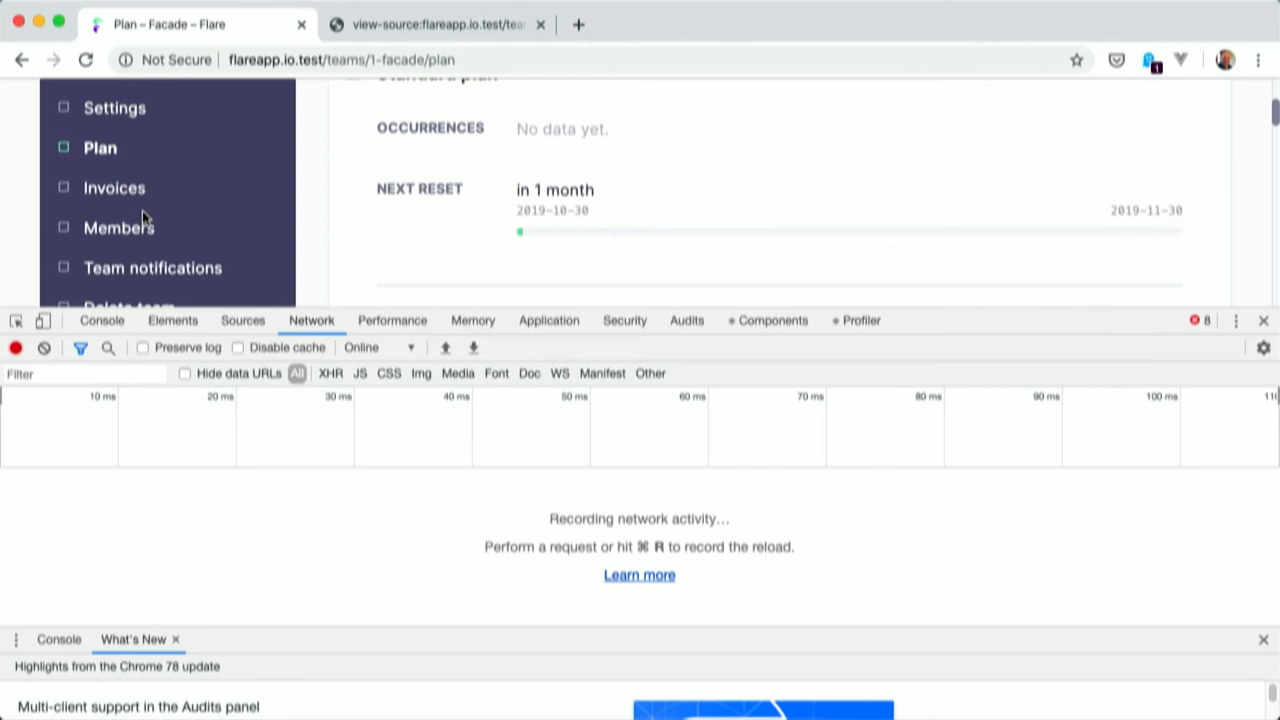 Plan – Facade – Flare
view-source:flareapp.io.test/tea
Not Secure
flareapp.io.test/teams/1-facade/plan
1
Settings
Plan
Invoices
Members
Team notifications
Delete team
Standard plan
OCCURRENCES
No data yet.
NEXT RESET
in 1 month
2019-10-30
2019-11-30
Console Elements Sources Network Performance Memory Application Security Audits Components Profiler
8
Preserve log Disable cache Online
Filter
Hide data URLs All XHR JS CSS Img Media Font Doc WS Manifest Other
10 ms 20 ms 30 ms 40 ms 50 ms 60 ms 70 ms 80 ms 90 ms 100 ms 110
Recording network activity…
Perform a request or hit ⌘ R to record the reload.
Learn more
Console What's New
Highlights from the Chrome 78 update
Multi-client support in the Audits panel